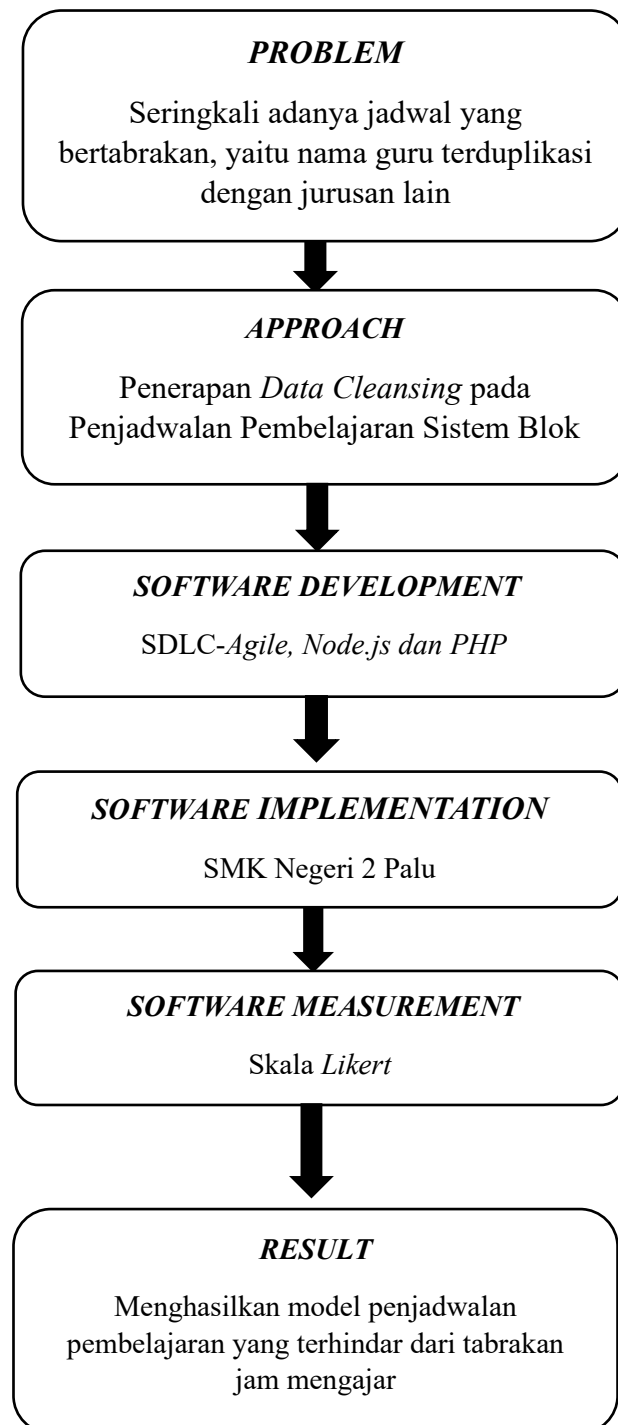 PROBLEM
Seringkali adanya jadwal yang
bertabrakan, yaitu nama guru terduplikasi
dengan jurusan lain
APPROACH
Penerapan Data Cleansing pada
Penjadwalan Pembelajaran Sistem Blok
SOFTWARE DEVELOPMENT
SDLC-Agile, Node.js dan PHP
SOFTWARE IMPLEMENTATION
SMK Negeri 2 Palu
SOFTWARE MEASUREMENT
Skala Likert
RESULT
Menghasilkan model penjadwalan
pembelajaran yang terhindar dari tabrakan
jam mengajar